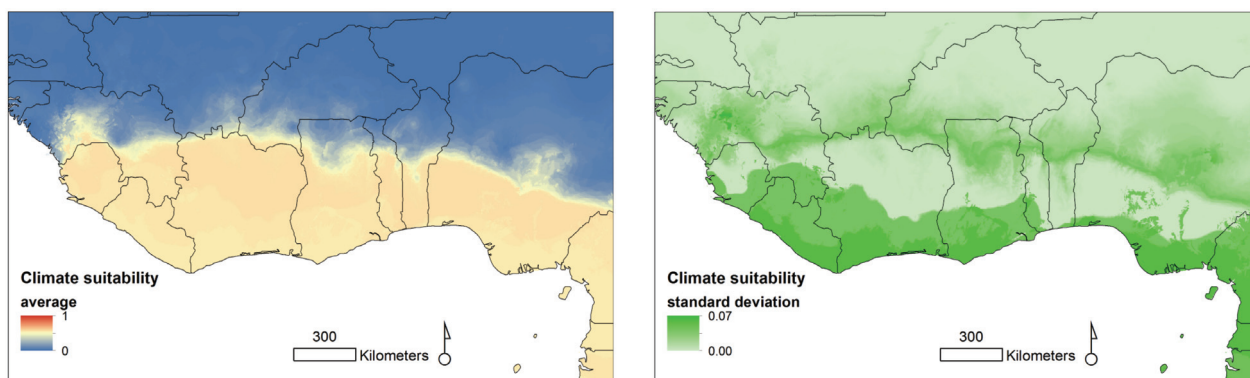 Climate suitability
average
1
0
300
Kilometers
Climate suitability
standard deviation
0.07
0.00
300
Kilometers